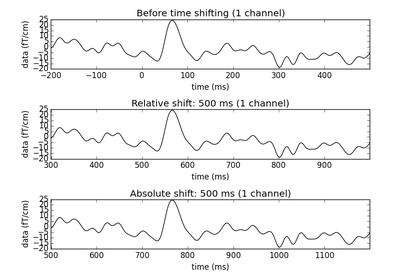 Before time shifting (1 channel)
25
20
15
10
5
0
−5
−10
−15
−20
data (fT/cm)
−200 −100 0 100 200 300 400
time (ms)
Relative shift: 500 ms (1 channel)
25
20
15
10
5
0
−5
−10
−15
−20
data (fT/cm)
300 400 500 600 700 800 900
time (ms)
Absolute shift: 500 ms (1 channel)
25
20
15
10
5
0
−5
−10
−15
−20
data (fT/cm)
500 600 700 800 900 1000 1100
time (ms)